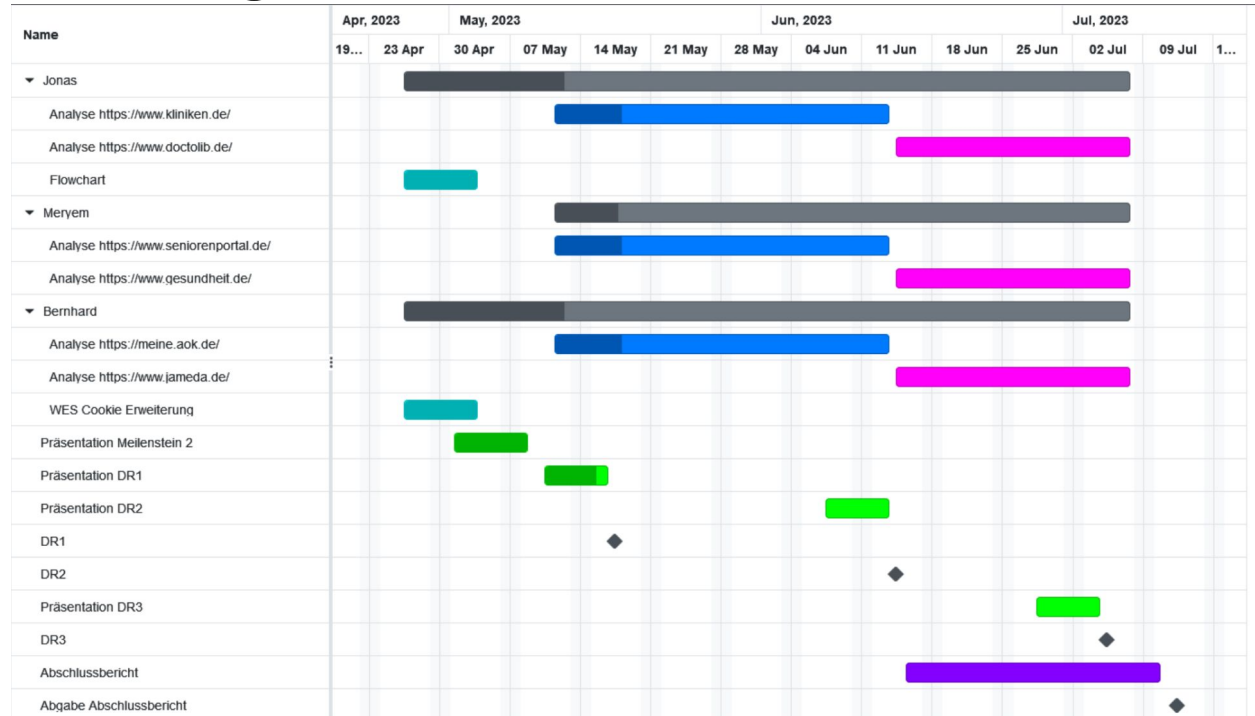 Apr, 2023 May, 2023 Jun, 2023 Jul, 2023
Name
19... 23 Apr 30 Apr 07 May 14 May 21 May 28 May 04 Jun 11 Jun 18 Jun 25 Jun 02 Jul 09 Jul 1...
Jonas
Analyse https://www.kliniken.de/
Analyse https://www.doctolib.de/
Flowchart
Meryem
Analyse https://www.seniorenportal.de/
Analyse https://www.gesundheit.de/
Bernhard
Analyse https://meine.aok.de/
Analyse https://www.jameda.de/
WES Cookie Erweiterung
Präsentation Meilenstein 2
Präsentation DR1
Präsentation DR2
DR1
DR2
Präsentation DR3
DR3
Abschlussbericht
Abgabe Abschlussbericht